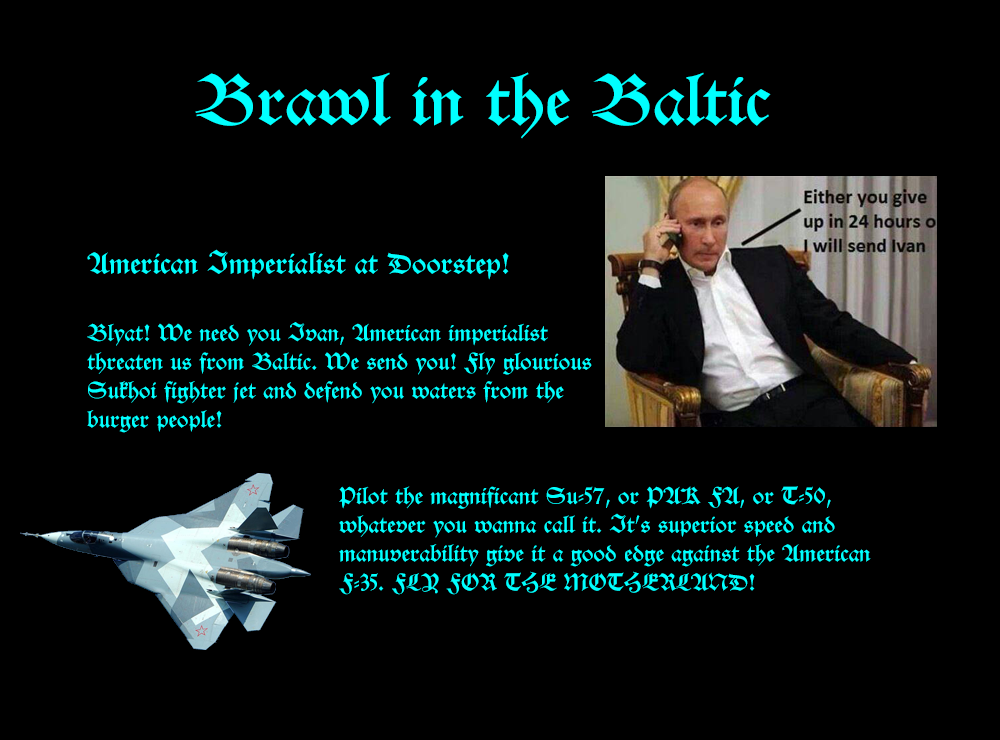 Brawl in the Baltic
Either you give
up in 24 hours o
I will send Ivan
American Imperialist at Doorstep!
Blyat! We need you Ivan, American imperialist
threaten us from Baltic. We send you! Fly glourious
Sukhoi fighter jet and defend you waters from the
burger people!
Pilot the magnificant Su-57, or PAK FA, or T-50,
whatever you wanna call it. It's superior speed and
manuverability give it a good edge against the American
F-35. FLY FOR THE MOTHERLAND!